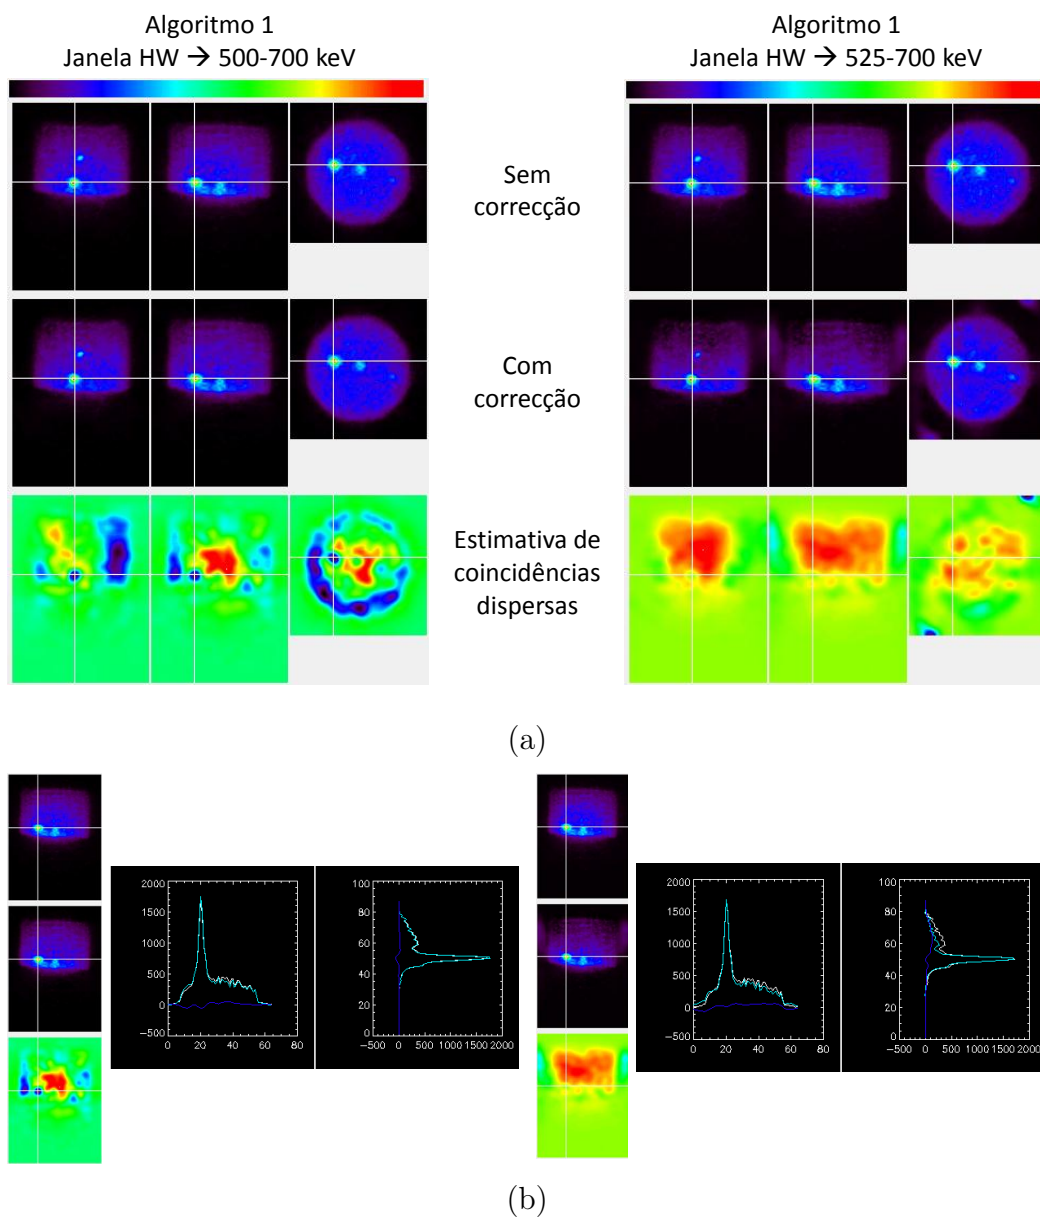 Algoritmo 1
Janela HW → 500-700 keV
Algoritmo 1
Janela HW → 525-700 keV
Sem
correcção
Com
correcção
Estimativa de
coincidências
dispersas
(a)
2000
1500
1000
500
0
−500
0 20 40 60 80
100
80
60
40
20
0
−500 0 500 1000 1500 2000
2000
1500
1000
500
0
−500
0 20 40 60 80
100
80
60
40
20
0
−500 0 500 1000 1500 2000
(b)